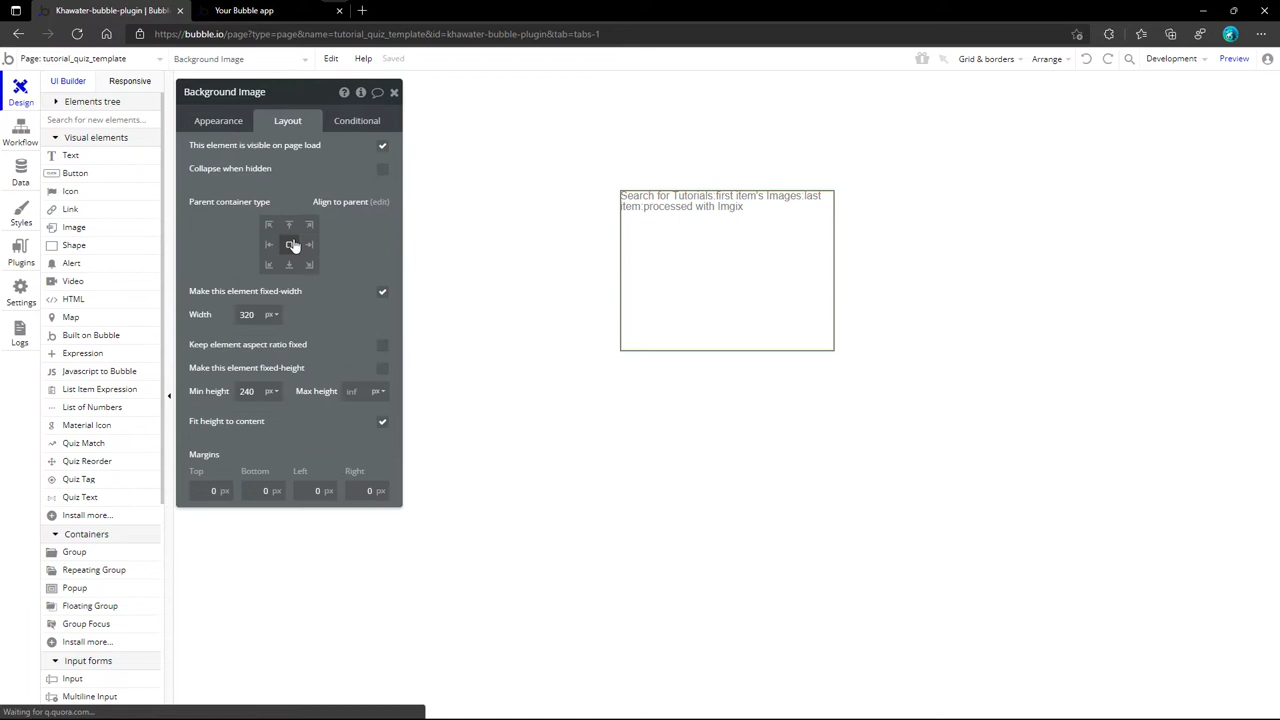 Khawater-bubble-plugin | Bubbl
Your Bubble app
https://bubble.io/page?type=page&name=tutorial_quiz_template&id=khawater-bubble-plugin&tab=tabs-1
Page: tutorial_quiz_template
Background Image
Edit
Help
Saved
Grid & borders
Arrange
Development
Preview
Design
Workflow
Data
Styles
Plugins
Settings
Logs
UI Builder
Responsive
Elements tree
Search for new elements...
Visual elements
Text
Button
Icon
Link
Image
Shape
Alert
Video
HTML
Map
Built on Bubble
Expression
Javascript to Bubble
List Item Expression
List of Numbers
Material Icon
Quiz Match
Quiz Reorder
Quiz Tag
Quiz Text
Install more...
Containers
Group
Repeating Group
Popup
Floating Group
Group Focus
Install more...
Input forms
Input
Multiline Input
Background Image
Appearance
Layout
Conditional
This element is visible on page load
Collapse when hidden
Parent container type
Align to parent (edit)
Make this element fixed-width
Width 320 px
Keep element aspect ratio fixed
Make this element fixed-height
Min height 240 px Max height inf px
Fit height to content
Margins
Top Bottom Left Right
0 px 0 px 0 px 0 px
Search for Tutorials:first item's Images:last
item:processed with Imgix
Waiting for q.quora.com...